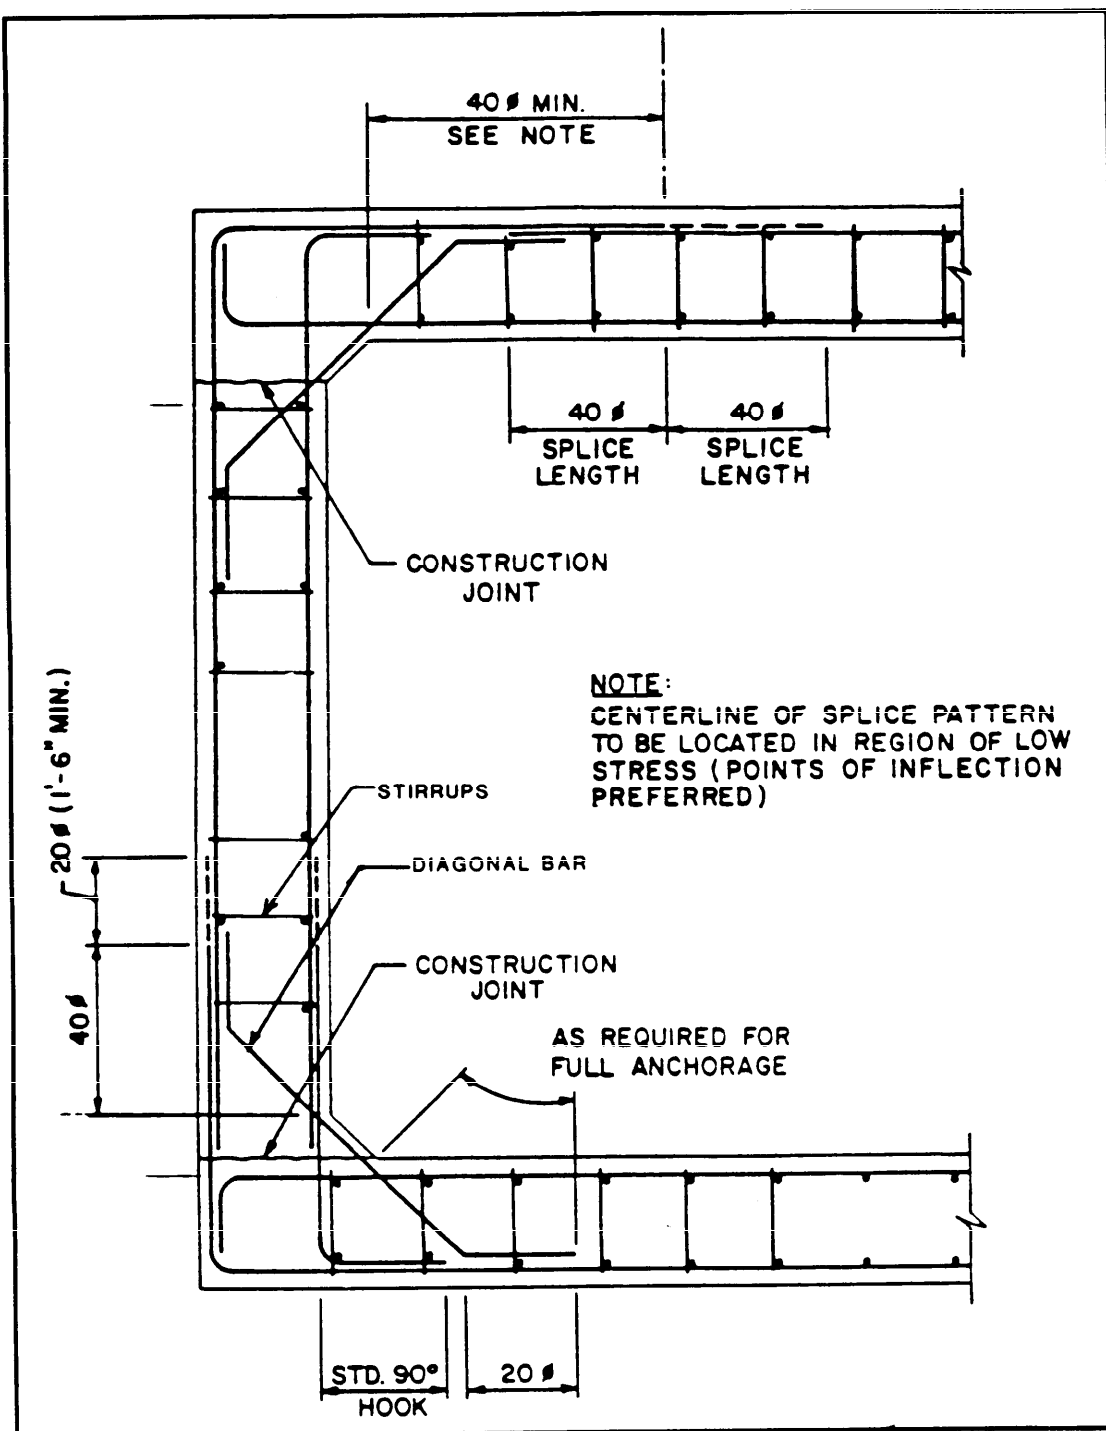 40 ø MIN.
SEE NOTE
40 ø
SPLICE
LENGTH
40 ø
SPLICE
LENGTH
CONSTRUCTION
JOINT
NOTE:
CENTERLINE OF SPLICE PATTERN
TO BE LOCATED IN REGION OF LOW
STRESS (POINTS OF INFLECTION
PREFERRED)
20 ø (1'-6" MIN.)
STIRRUPS
DIAGONAL BAR
CONSTRUCTION
JOINT
40 ø
AS REQUIRED FOR
FULL ANCHORAGE
STD. 90°
HOOK
20 ø